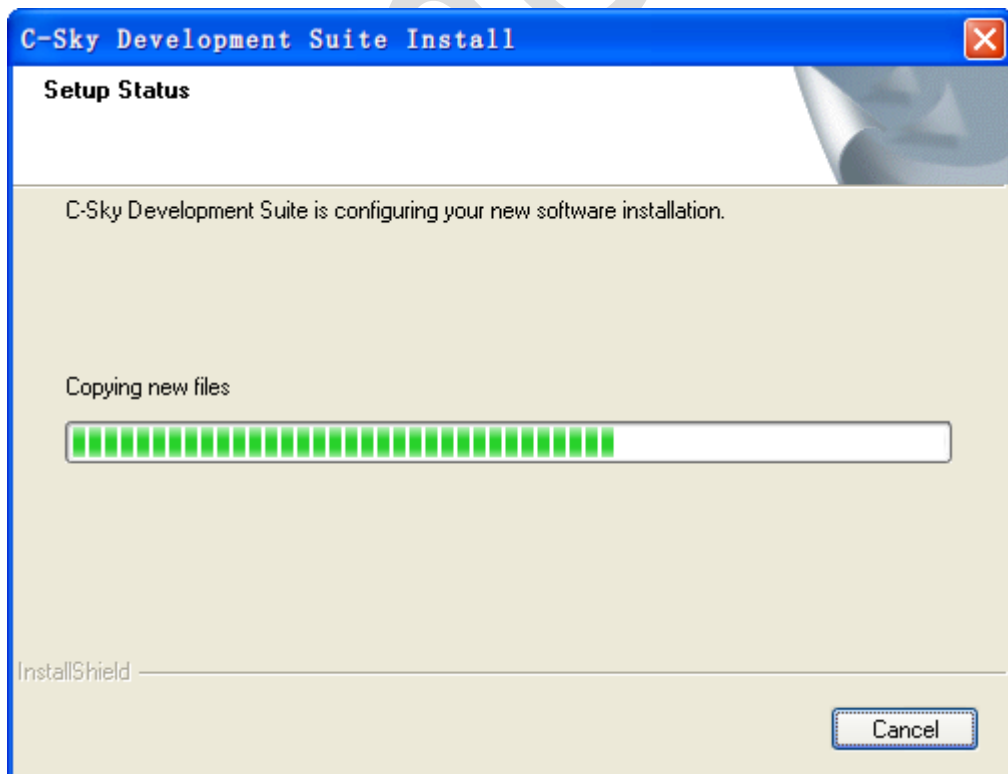 C-Sky Development Suite Install
Setup Status
C-Sky Development Suite is configuring your new software installation.
Copying new files
InstallShield
Cancel